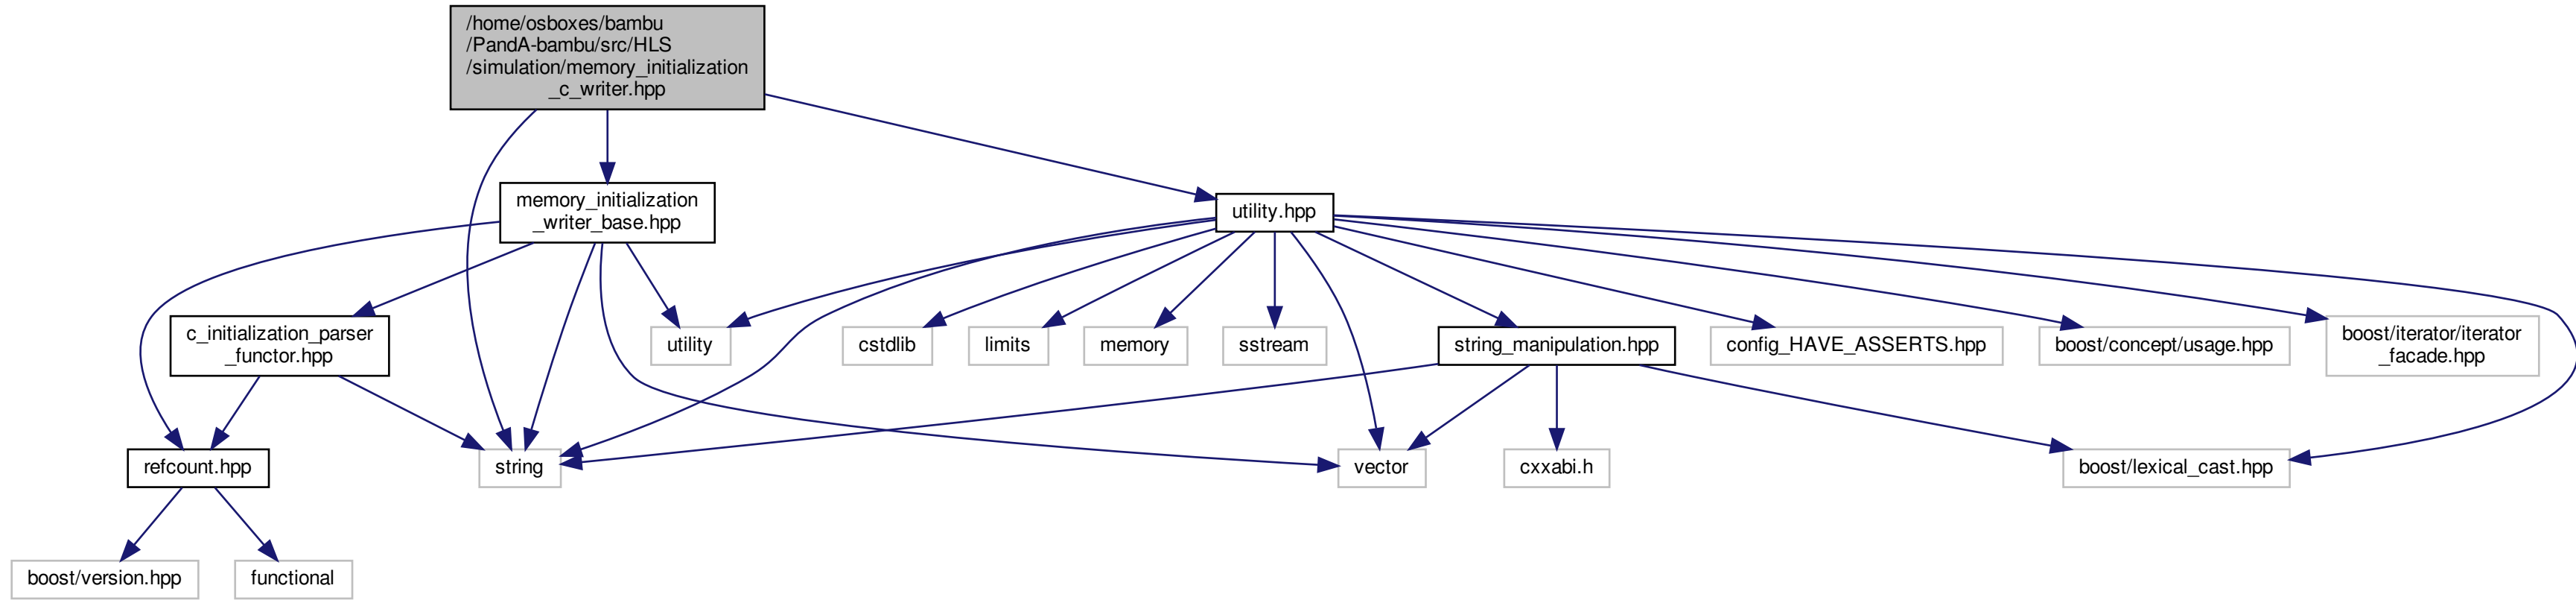 /home/osboxes/bambu
/PandA-bambu/src/HLS
/simulation/memory_initialization
_c_writer.hpp
memory_initialization
_writer_base.hpp
utility.hpp
c_initialization_parser
_functor.hpp
utility
cstdlib
limits
memory
sstream
string_manipulation.hpp
config_HAVE_ASSERTS.hpp
boost/concept/usage.hpp
boost/iterator/iterator
_facade.hpp
refcount.hpp
string
vector
cxxabi.h
boost/lexical_cast.hpp
boost/version.hpp
functional